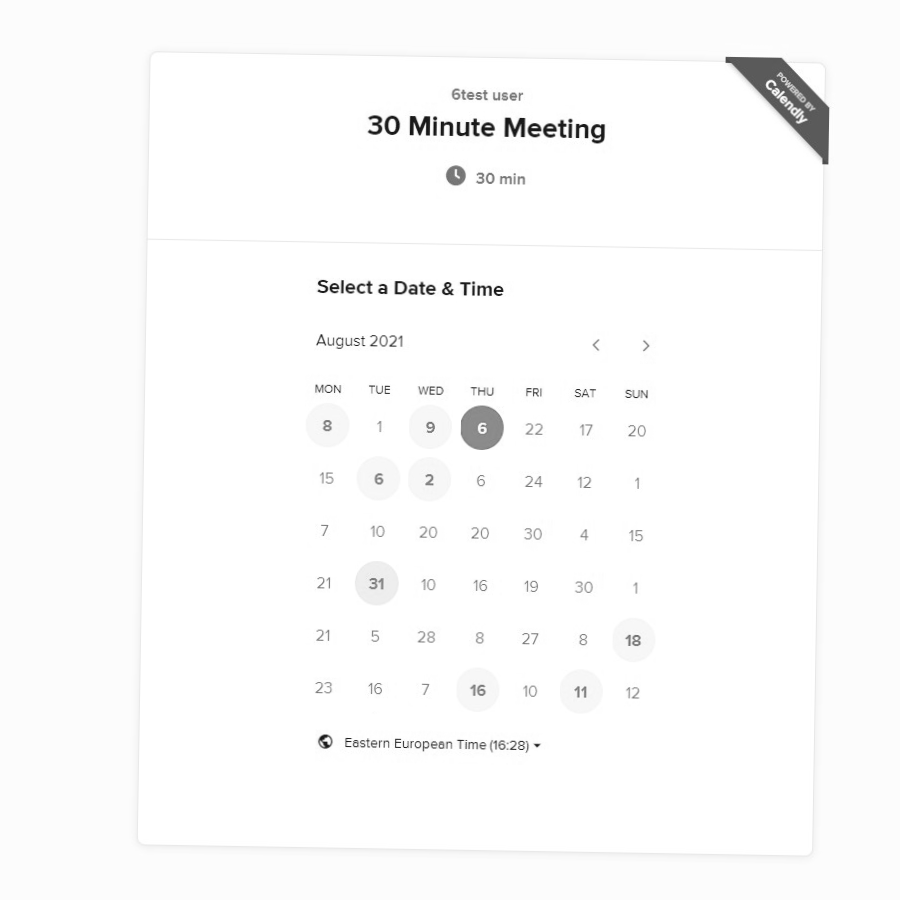 POWERED BY
Calendly
6test user
30 Minute Meeting
30 min
Select a Date & Time
August 2021
MON TUE WED THU FRI SAT SUN
8 1 9 6 22 17 20
15 6 2 6 24 12 1
7 10 20 20 30 4 15
21 31 10 16 19 30 1
21 5 28 8 27 8 18
23 16 7 16 10 11 12
Eastern European Time (16:28)